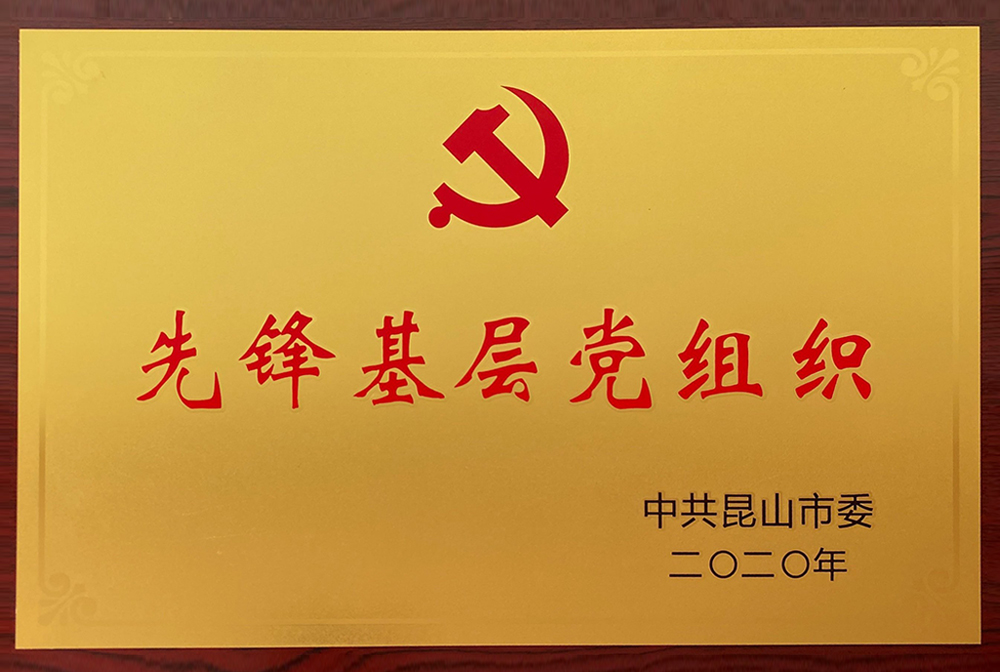 先锋基层党组织
中共昆山市委
二〇二〇年